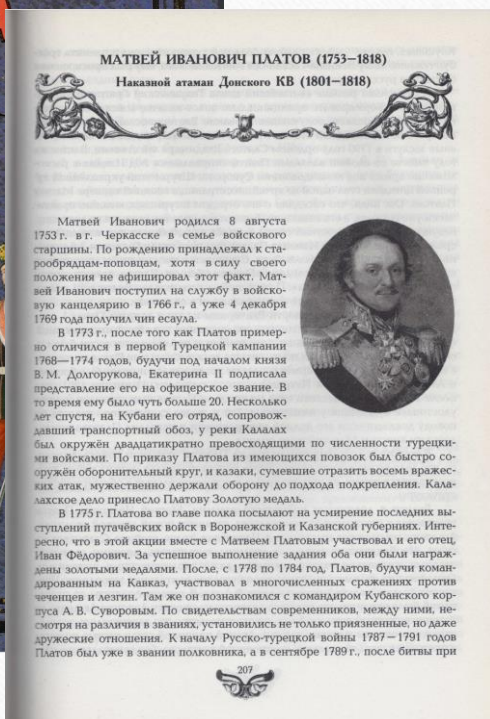 МАТВЕЙ ИВАНОВИЧ ПЛАТОВ (1753—1818)
Наказной атаман Донского КВ (1801—1818)
Матвей Иванович родился 8 августа
1753 г. в г. Черкасске в семье войскового
старшины. По рождению принадлежал к ста-
рообрядцам-поповцам, хотя в силу своего
положения не афишировал этот факт. Мат-
вей Иванович поступил на службу в войско-
вую канцелярию в 1766 г., а уже 4 декабря
1769 года получил чин есаула.
В 1773 г., после того как Платов пример-
но отличился в первой Турецкой кампании
1768—1774 годов, будучи под началом князя
В. М. Долгорукова, Екатерина II подписала
представление его на офицерское звание. В
то время ему было чуть больше 20. Несколько
лет спустя, на Кубани его отряд, сопровож-
давший транспортный обоз, у реки Калалах
был окружён двадцатикратно превосходящими по численности турецки-
ми войсками. По приказу Платова из имеющихся повозок был быстро со-
оружён оборонительный круг, и казаки, сумевшие отразить восемь вражес-
ких атак, мужественно держали оборону до подхода подкрепления. Кала-
лахское дело принесло Платову Золотую медаль.
В 1775 г. Платова во главе полка посылают на усмирение последних вы-
ступлений пугачёвских войск в Воронежской и Казанской губерниях. Инте-
ресно, что в этой акции вместе с Матвеем Платовым участвовал и его отец,
Иван Фёдорович. За успешное выполнение задания оба они были награж-
дены золотыми медалями. После, с 1778 по 1784 год, Платов, будучи коман-
дированным на Кавказ, участвовал в многочисленных сражениях против
чеченцев и лезгин. Там же он познакомился с командиром Кубанского кор-
пуса А. В. Суворовым. По свидетельствам современников, между ними, не-
смотря на различия в званиях, установились не только приязненные, но даже
дружеские отношения. К началу Русско-турецкой войны 1787—1791 годов
Платов был уже в звании полковника, а в сентябре 1789 г., после битвы при
207